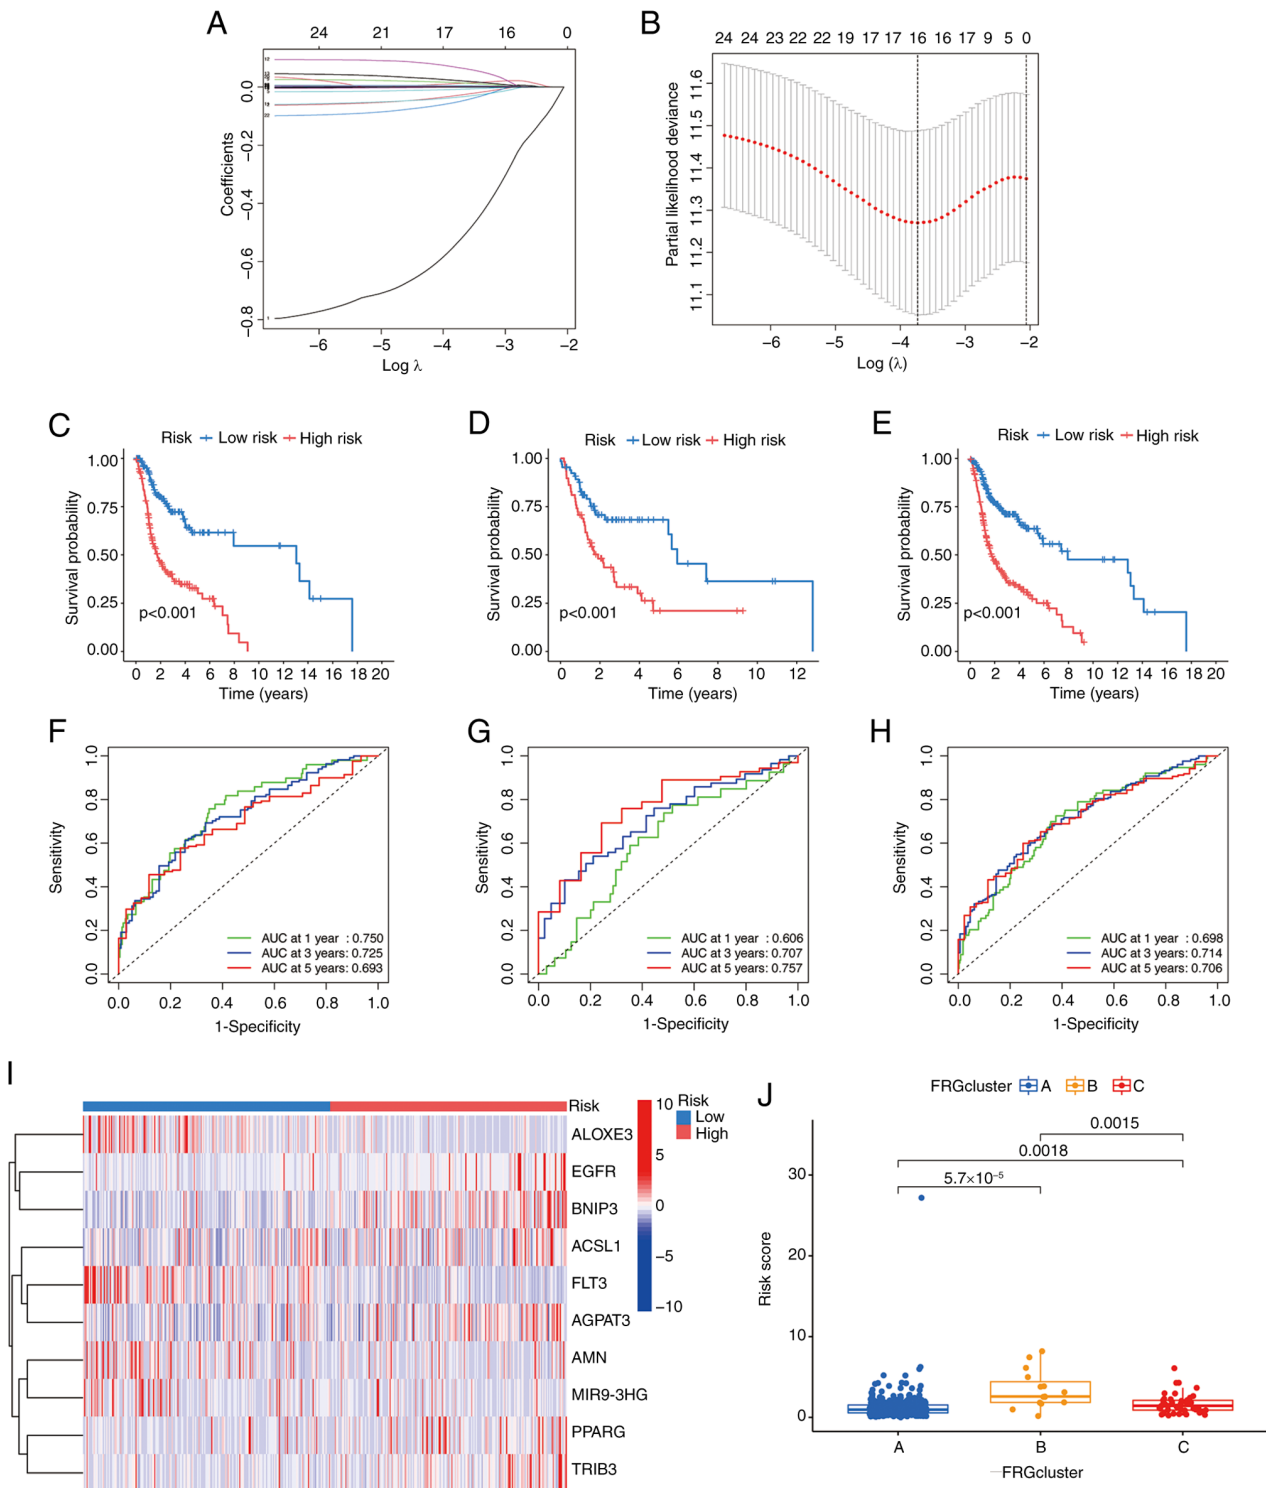 A
24 21 17 16 0
0.0
−0.2
−0.4
−0.6
−0.8
Coefficients
−6 −5 −4 −3 −2
Log λ
B
24 24 23 22 22 19 17 17 16 16 17 9 5 0
11.6
11.5
11.4
11.3
11.2
11.1
Partial likelihood deviance
−6 −5 −4 −3 −2
Log (λ)
C
Risk Low risk High risk
1.00
0.75
0.50
0.25
0.00
Survival probability
p<0.001
0 2 4 6 8 10 12 14 16 18 20
Time (years)
D
Risk Low risk High risk
1.00
0.75
0.50
0.25
0.00
Survival probability
p<0.001
0 2 4 6 8 10 12
Time (years)
E
Risk Low risk High risk
1.00
0.75
0.50
0.25
0.00
Survival probability
p<0.001
0 2 4 6 8 10 12 14 16 18 20
Time (years)
F
1.0
0.8
0.6
0.4
0.2
0.0
Sensitivity
AUC at 1 year : 0.750
AUC at 3 years: 0.725
AUC at 5 years: 0.693
0.0 0.2 0.4 0.6 0.8 1.0
1-Specificity
G
1.0
0.8
0.6
0.4
0.2
0.0
Sensitivity
AUC at 1 year : 0.606
AUC at 3 years: 0.707
AUC at 5 years: 0.757
0.0 0.2 0.4 0.6 0.8 1.0
1-Specificity
H
1.0
0.8
0.6
0.4
0.2
0.0
Sensitivity
AUC at 1 year : 0.698
AUC at 3 years: 0.714
AUC at 5 years: 0.706
0.0 0.2 0.4 0.6 0.8 1.0
1-Specificity
I
Risk
ALOXE3
EGFR
BNIP3
ACSL1
FLT3
AGPAT3
AMN
MIR9-3HG
PPARG
TRIB3
10
5
0
−5
−10
Risk
Low
High
J
FRGcluster A B C
0.0015
0.0018
5.7×10⁻⁵
30
20
10
0
Risk score
A B C
FRGcluster